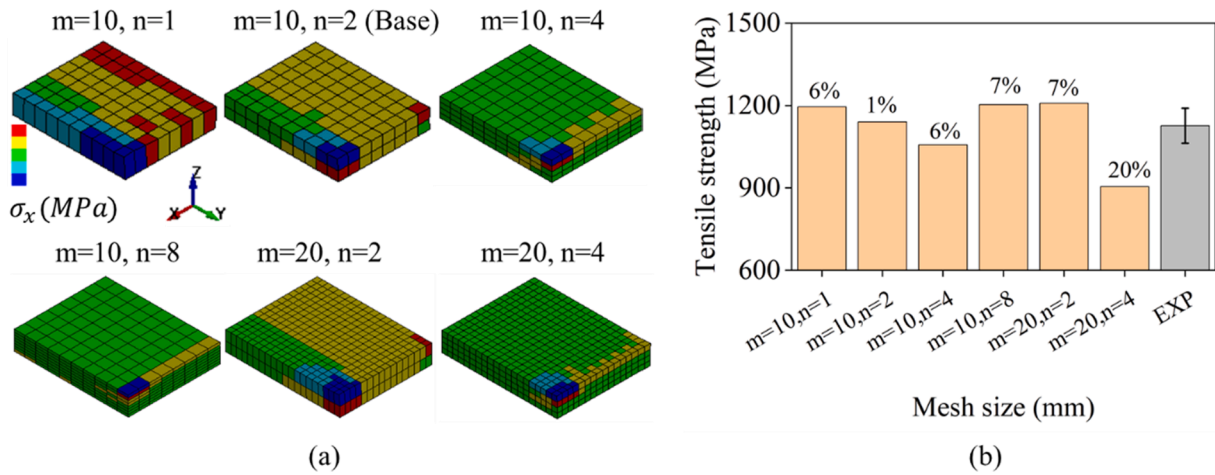 m=10, n=1
m=10, n=2 (Base)
m=10, n=4
σx (MPa)
Z
X
Y
m=10, n=8
m=20, n=2
m=20, n=4
(a)
Tensile strength (MPa)
1500
1200
900
600
6%
1%
6%
7%
7%
20%
m=10,n=1
m=10,n=2
m=10,n=4
m=10,n=8
m=20,n=2
m=20,n=4
EXP
Mesh size (mm)
(b)